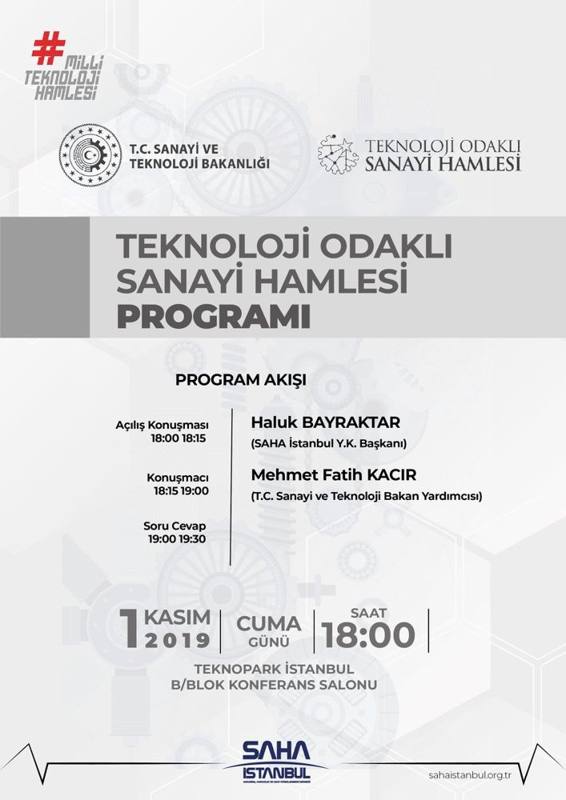 #MİLLİ
TEKNOLOJİ
HAMLESİ
T.C. SANAYİ VE
TEKNOLOJİ BAKANLIĞI
TEKNOLOJİ ODAKLI
SANAYİ HAMLESİ
TEKNOLOJİ ODAKLI
SANAYİ HAMLESİ
PROGRAMI
PROGRAM AKIŞI
Açılış Konuşması
18:00 18:15
Haluk BAYRAKTAR
(SAHA İstanbul Y.K. Başkanı)
Konuşmacı
18:15 19:00
Mehmet Fatih KACIR
(T.C. Sanayi ve Teknoloji Bakan Yardımcısı)
Soru Cevap
19:00 19:30
1 KASIM
2019
CUMA
GÜNÜ
SAAT
18:00
TEKNOPARK İSTANBUL
B/BLOK KONFERANS SALONU
SAHA
İSTANBUL
sahaistanbul.org.tr